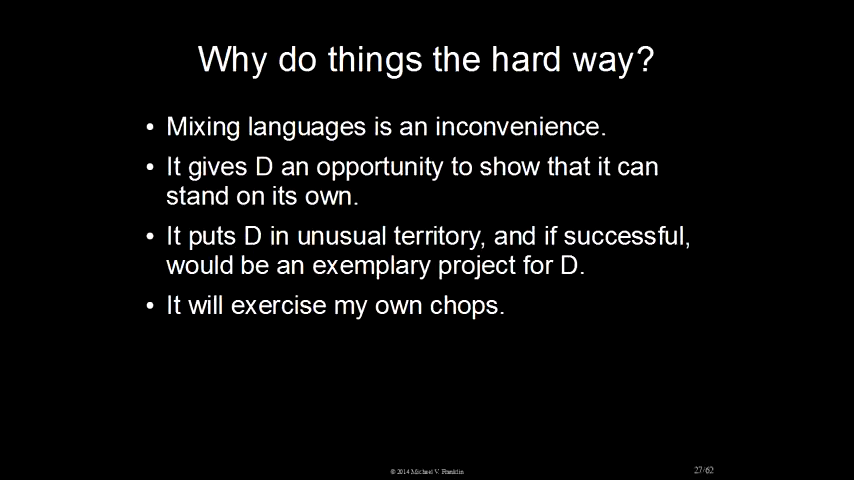 Why do things the hard way?
• Mixing languages is an inconvenience.
• It gives D an opportunity to show that it can
stand on its own.
• It puts D in unusual territory, and if successful,
would be an exemplary project for D.
• It will exercise my own chops.
© 2014 Michael V. Franklin
27/62